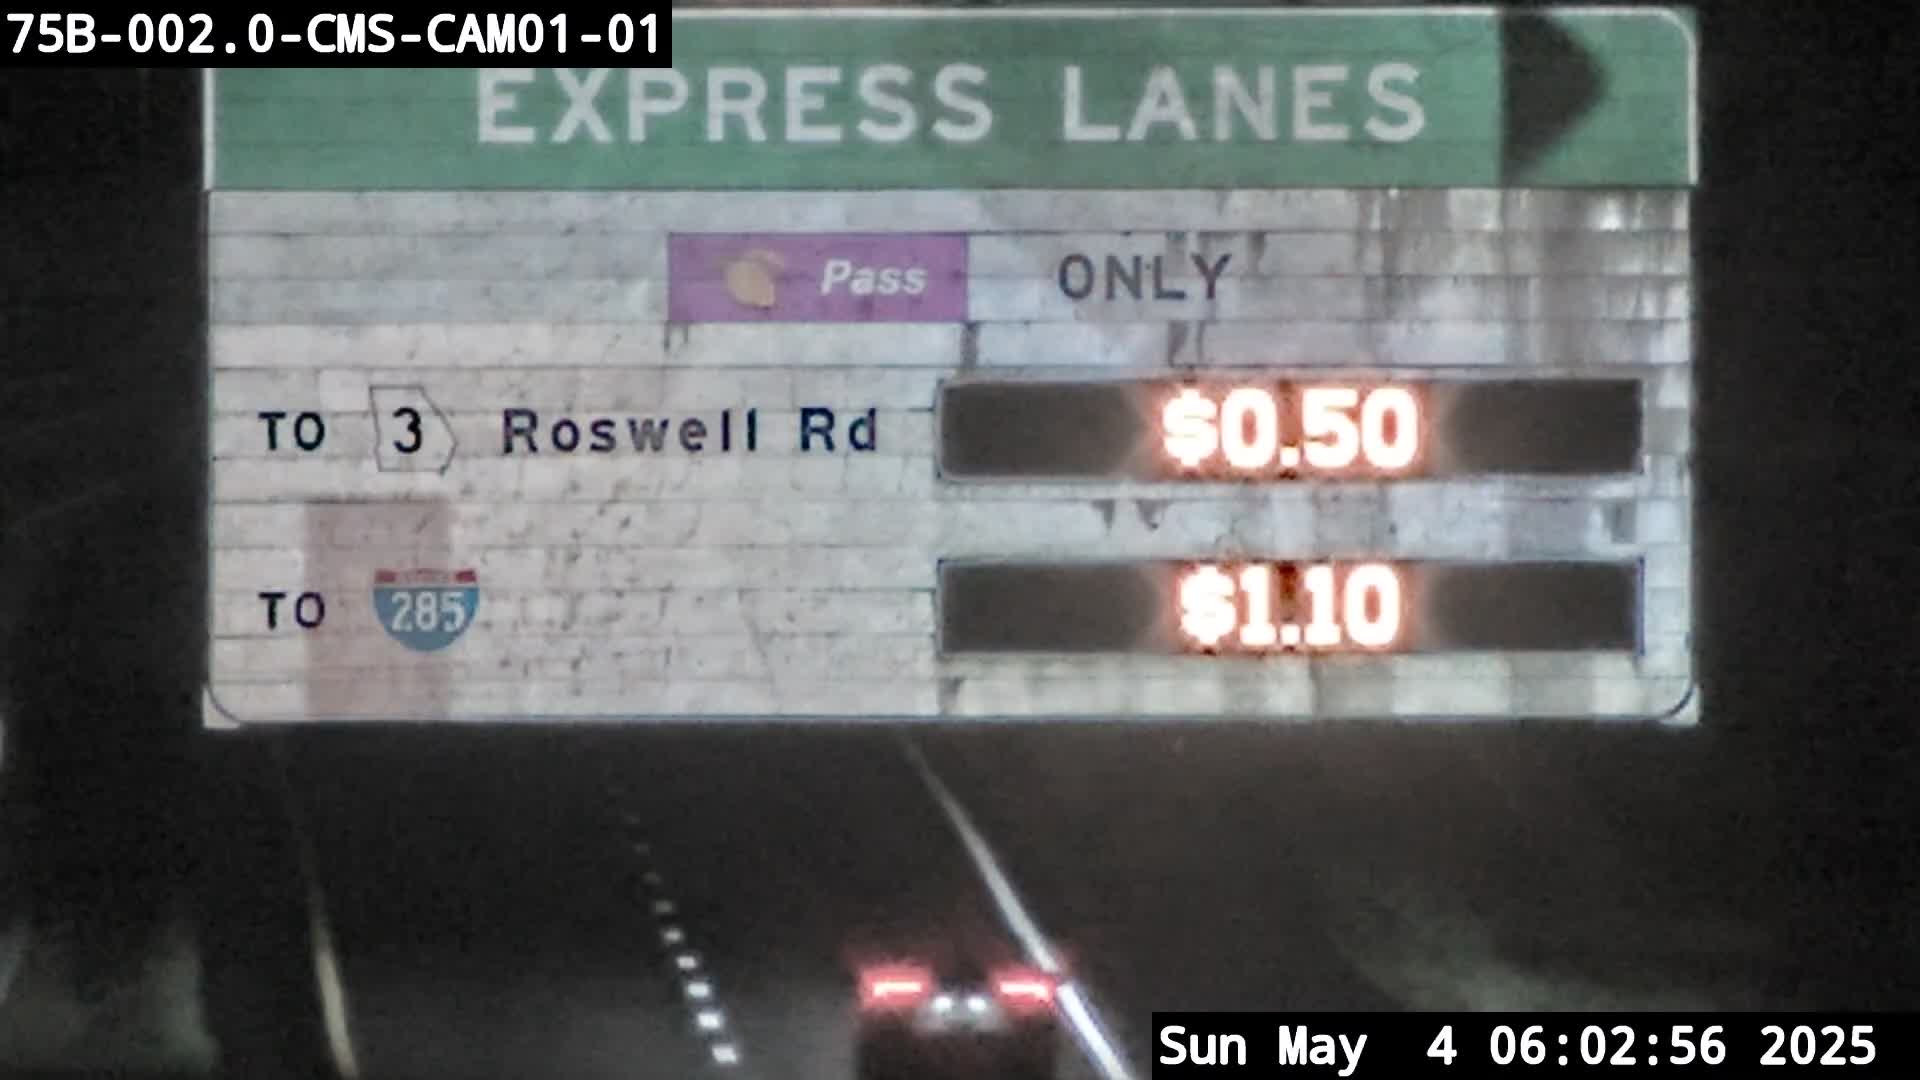 75B-002.0-CMS-CAM01-01
EXPRESS LANES
Pass ONLY
TO 3 Roswell Rd $0.50
TO 285 $1.10
Sun May 4 06:02:56 2025